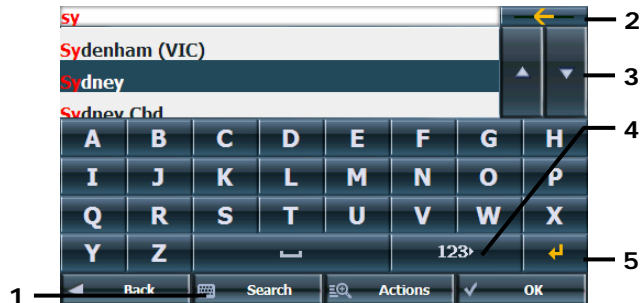 sy
2
Sydenham (VIC)
Sydney
3
Sydney Cbd
4
A B C D E F G H
I J K L M N O P
Q R S T U V W X
Y Z 123
5
1 Back Search Actions OK